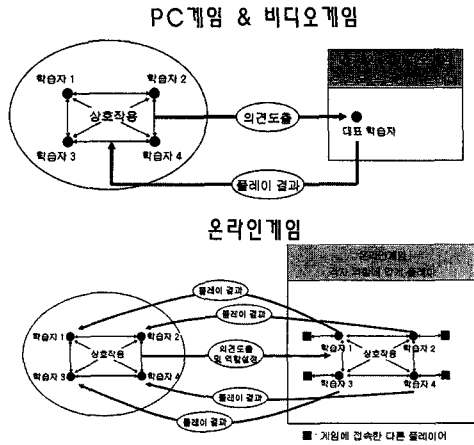 PC게임 & 비디오게임
학습자 1
학습자 2
상호작용
학습자 3
학습자 4
의견도출
대표 학습자
플레이 결과
온라인게임
온라인게임
플레이 결과
플레이 결과
학습자 1
학습자 2
상호작용
학습자 3
학습자 4
의견도출
및 역할설정
학습자 1
학습자 2
상호작용
학습자 3
학습자 4
플레이 결과
플레이 결과
■ : 게임에 접속한 다른 플레이어